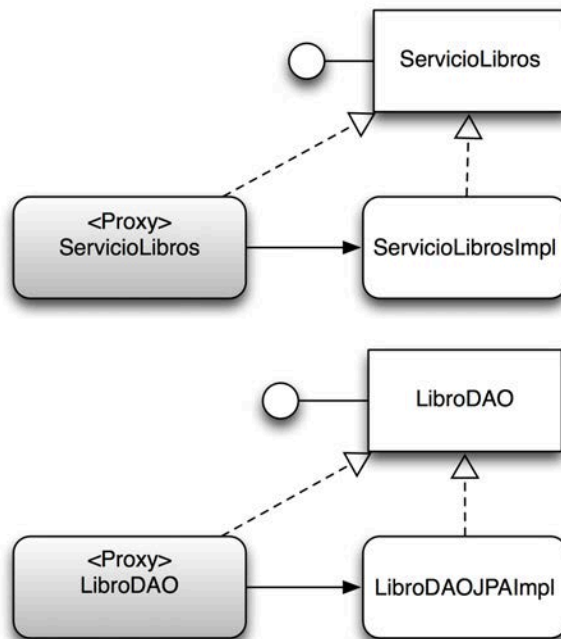 ServicioLibros
<Proxy>
ServicioLibros
ServicioLibrosImpl
LibroDAO
<Proxy>
LibroDAO
LibroDAOJPAImpl